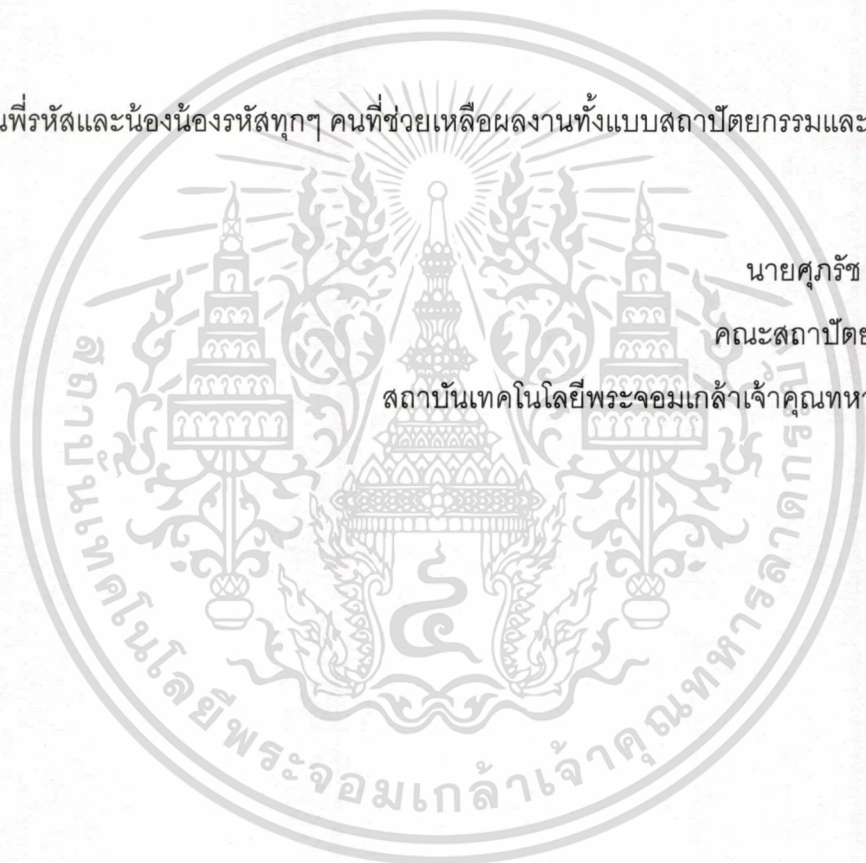 นพี่รหัสและน้องน้องรหัสทุกๆ คนที่ช่วยเหลือผลงานทั้งแบบสถาปัตยกรรมและ
นายศุภรัช
คณะสถาปัตย
สถาบันเทคโนโลยีพระจอมเกล้าเจ้าคุณทหา
สถาบันเทคโนโลยีพระจอมเกล้าเจ้าคุณทหารลาดกระบัง
๔